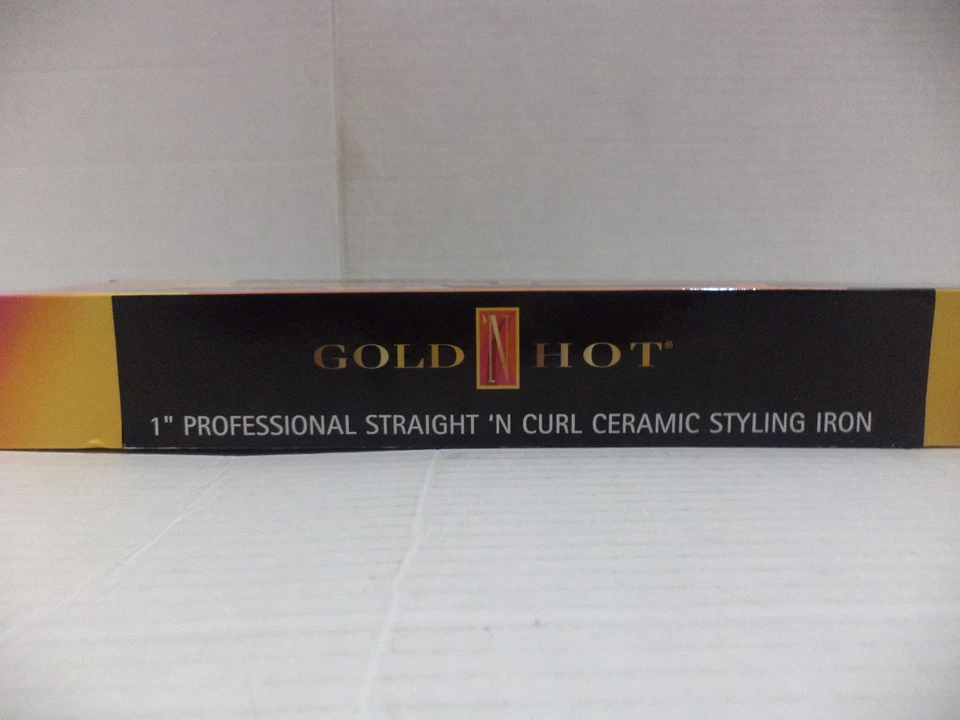 GOLD 'N HOT®
1" PROFESSIONAL STRAIGHT 'N CURL CERAMIC STYLING IRON